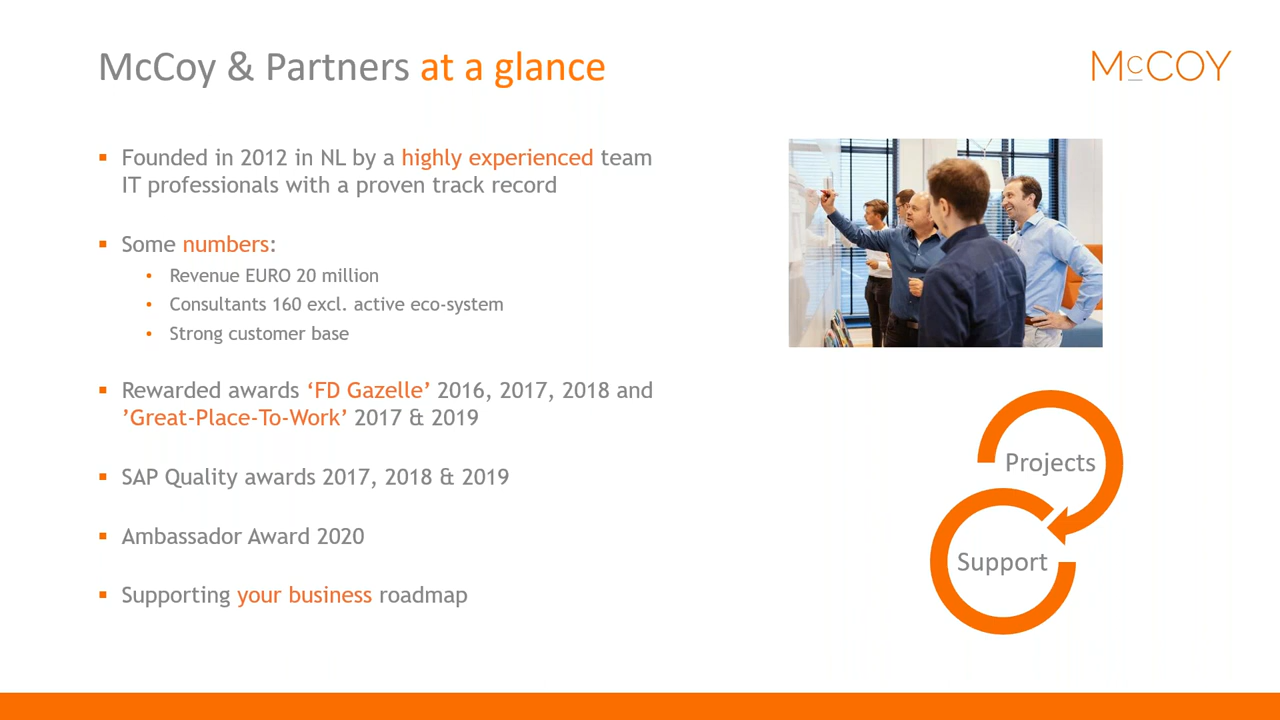 McCoy & Partners at a glance
McCOY
▪ Founded in 2012 in NL by a highly experienced team
IT professionals with a proven track record
▪ Some numbers:
• Revenue EURO 20 million
• Consultants 160 excl. active eco-system
• Strong customer base
▪ Rewarded awards ‘FD Gazelle’ 2016, 2017, 2018 and
’Great-Place-To-Work’ 2017 & 2019
▪ SAP Quality awards 2017, 2018 & 2019
▪ Ambassador Award 2020
▪ Supporting your business roadmap
Projects
Support